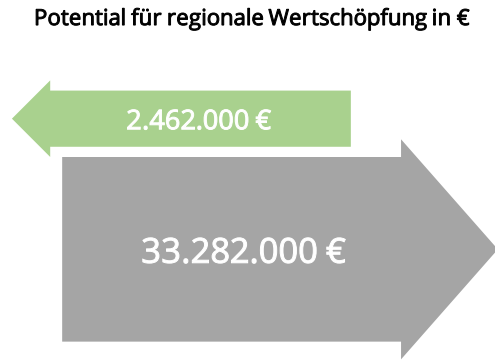 Potential für regionale Wertschöpfung in €
2.462.000 €
33.282.000 €